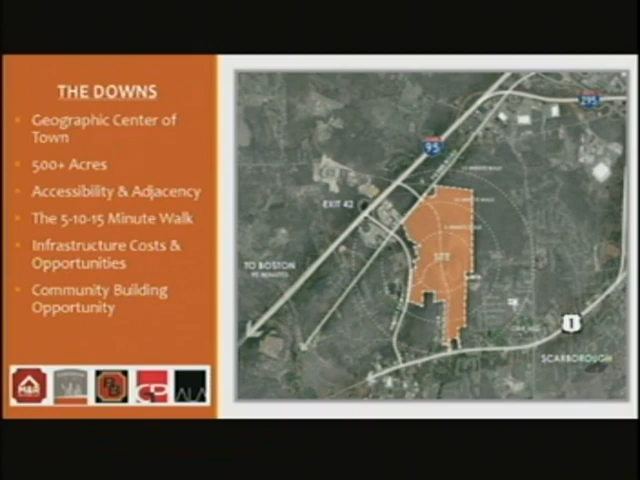 THE DOWNS
Geographic Center of
Town
500+ Acres
Accessibility & Adjacency
The 5-10-15 Minute Walk
Infrastructure Costs &
Opportunities
Community Building
Opportunity
295
95
EXIT 42
SITE
TO BOSTON
1
SCARBOROUGH